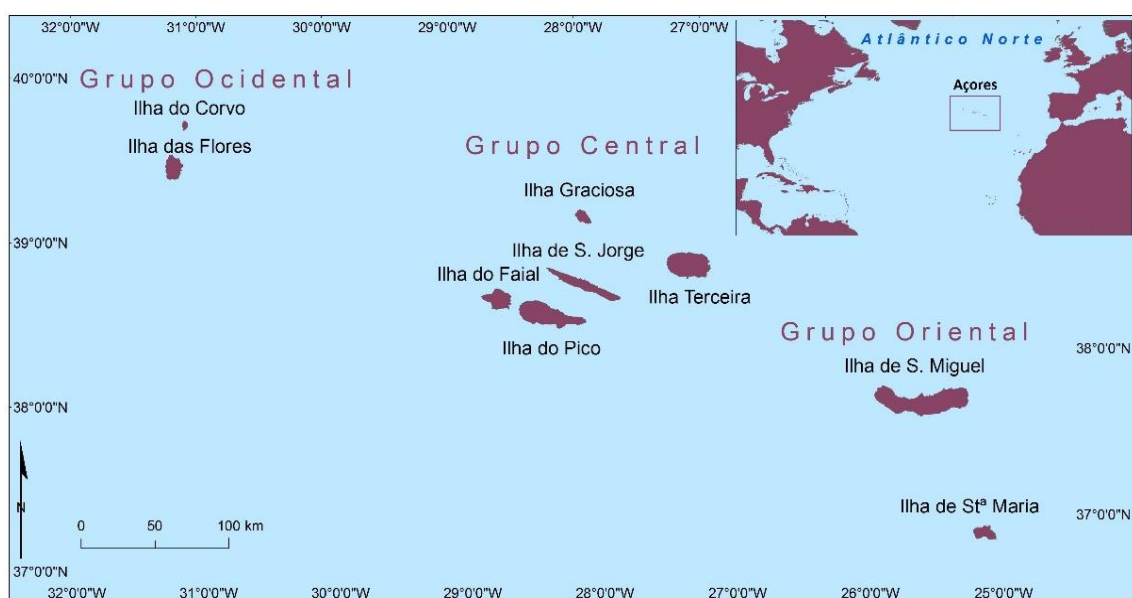 32°0'0"W 31°0'0"W 30°0'0"W 29°0'0"W 28°0'0"W 27°0'0"W
Atlântico Norte
Açores
40°0'0"N
Grupo Ocidental
Ilha do Corvo
Ilha das Flores
Grupo Central
Ilha Graciosa
39°0'0"N
Ilha de S. Jorge
Ilha do Faial
Ilha Terceira
Ilha do Pico
Grupo Oriental
38°0'0"N
Ilha de S. Miguel
38°0'0"N
Ilha de Stª Maria
37°0'0"N
N
0 50 100 km
37°0'0"N
32°0'0"W 31°0'0"W 30°0'0"W 29°0'0"W 28°0'0"W 27°0'0"W 26°0'0"W 25°0'0"W